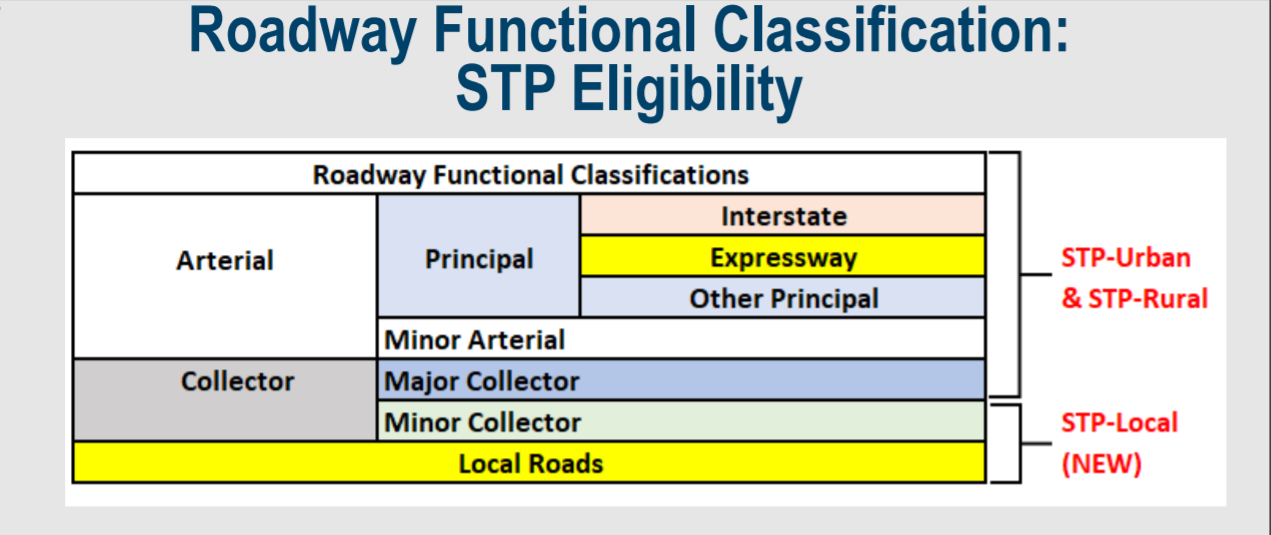 Roadway Functional Classification:
STP Eligibility
Roadway Functional Classifications
Arterial
Principal
Interstate
Expressway
Other Principal
Minor Arterial
Collector
Major Collector
Minor Collector
Local Roads
STP-Urban
& STP-Rural
STP-Local
(NEW)